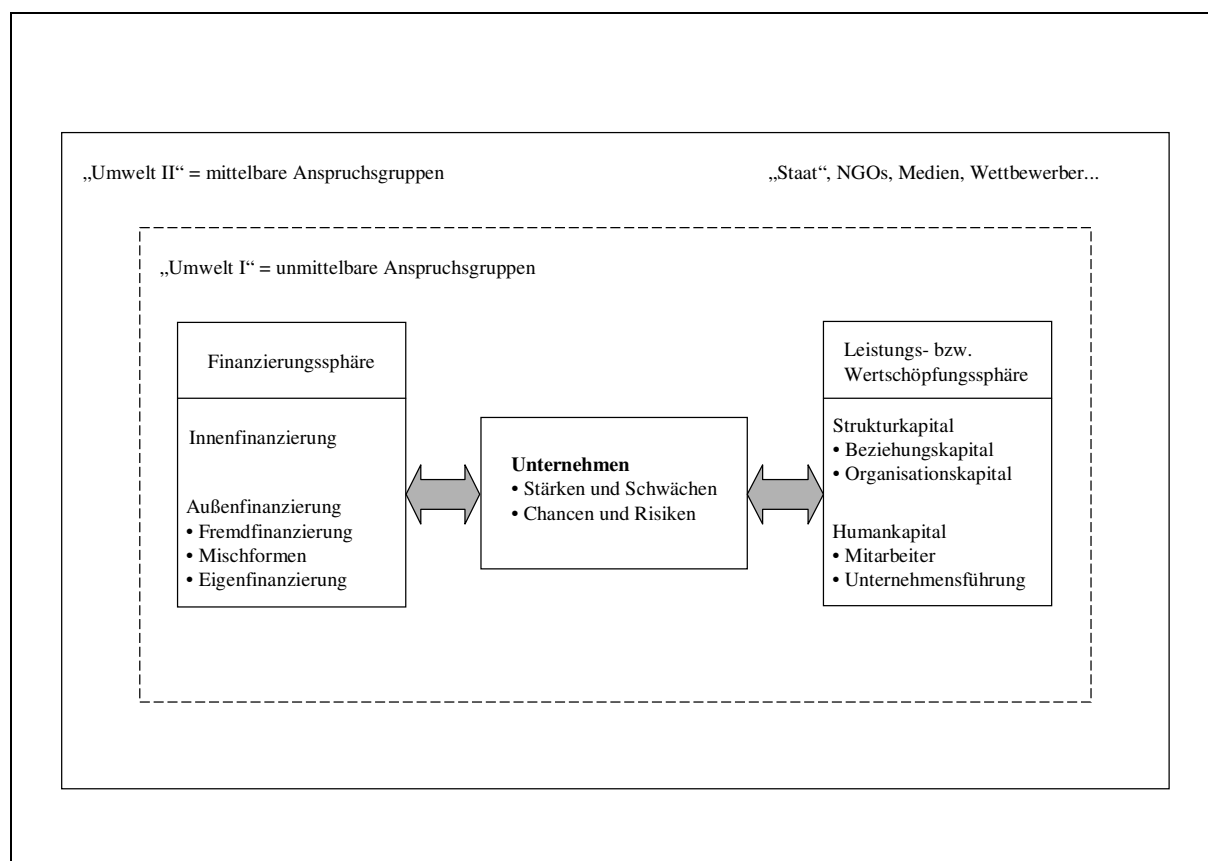 „Umwelt II“ = mittelbare Anspruchsgruppen
„Staat“, NGOs, Medien, Wettbewerber...
„Umwelt I“ = unmittelbare Anspruchsgruppen
Finanzierungssphäre
Innenfinanzierung
Außenfinanzierung
• Fremdfinanzierung
• Mischformen
• Eigenfinanzierung
Unternehmen
• Stärken und Schwächen
• Chancen und Risiken
Leistungs- bzw.
Wertschöpfungssphäre
Strukturkapital
• Beziehungskapital
• Organisationskapital
Humankapital
• Mitarbeiter
• Unternehmensführung